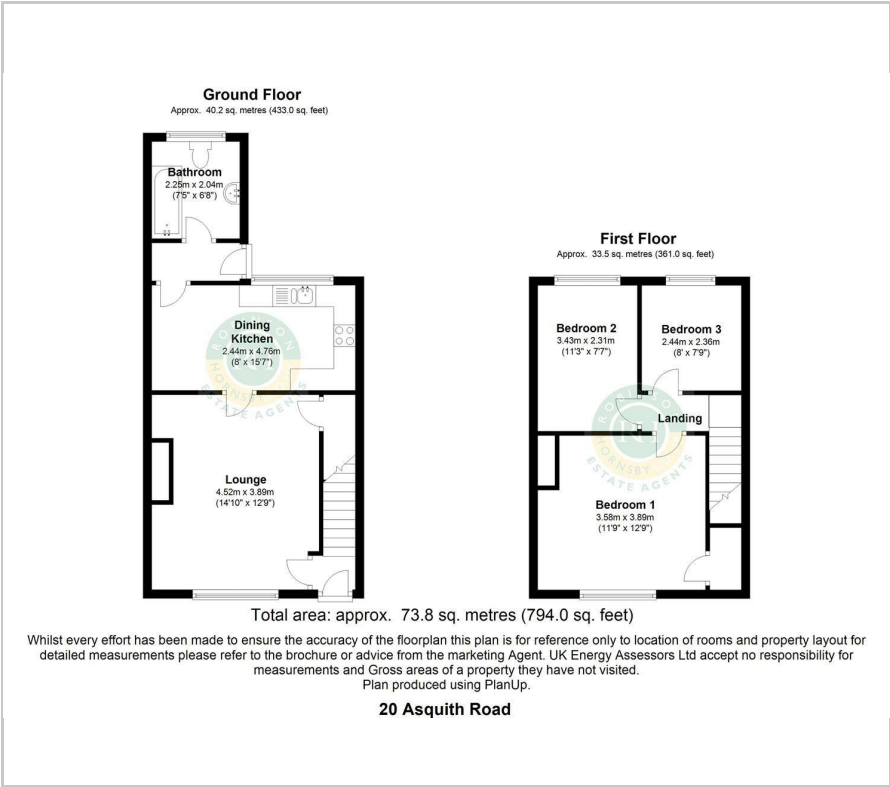 Ground Floor
Approx. 40.2 sq. metres (433.0 sq. feet)
Bathroom
2.25m x 2.04m
(7'5" x 6'8")
Dining
Kitchen
2.44m x 4.76m
(8' x 15'7")
HORNSBY
ESTATE AGENTS
Lounge
4.52m x 3.89m
(14'10" x 12'9")
First Floor
Approx. 33.5 sq. metres (361.0 sq. feet)
Bedroom 2
3.43m x 2.31m
(11'3" x 7'7")
Bedroom 3
2.44m x 2.36m
(8' x 7'9")
Landing
HORNSBY
ESTATE AGENTS
Bedroom 1
3.58m x 3.89m
(11'9" x 12'9")
Total area: approx. 73.8 sq. metres (794.0 sq. feet)
Whilst every effort has been made to ensure the accuracy of the floorplan this plan is for reference only to location of rooms and property layout for
detailed measurements please refer to the brochure or advice from the marketing Agent. UK Energy Assessors Ltd accept no responsibility for
measurements and Gross areas of a property they have not visited.
Plan produced using PlanUp.
20 Asquith Road